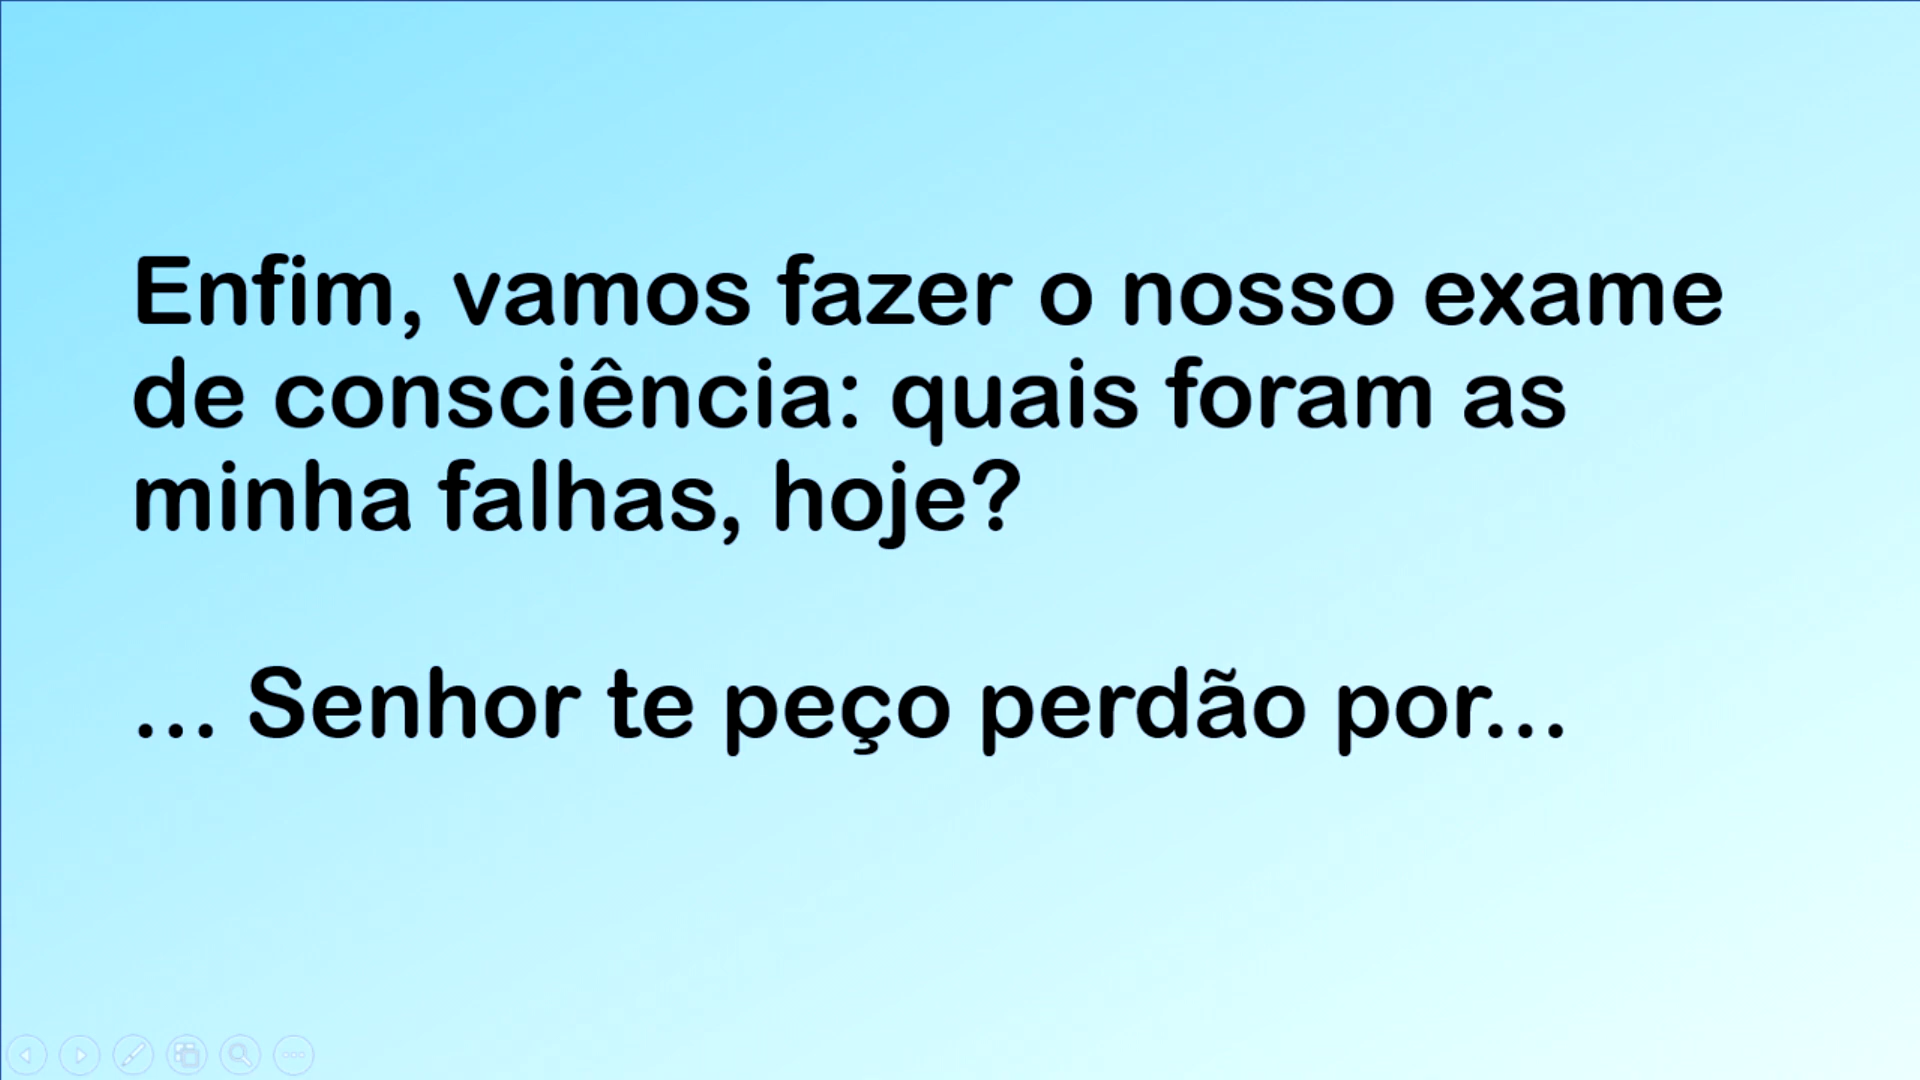 Enfim, vamos fazer o nosso exame
de consciência: quais foram as
minha falhas, hoje?
... Senhor te peço perdão por...